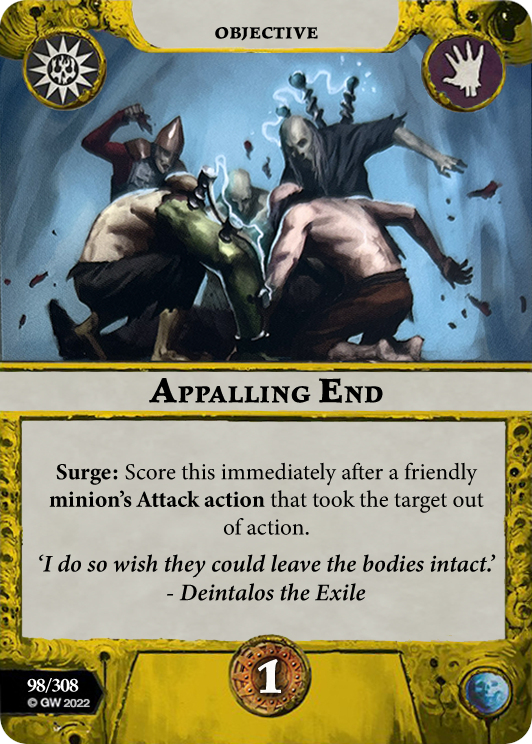 OBJECTIVE
APPALLING END
Surge: Score this immediately after a friendly
minion's Attack action that took the target out
of action.
‘I do so wish they could leave the bodies intact.’
- Deintalos the Exile
1
98/308
© GW 2022